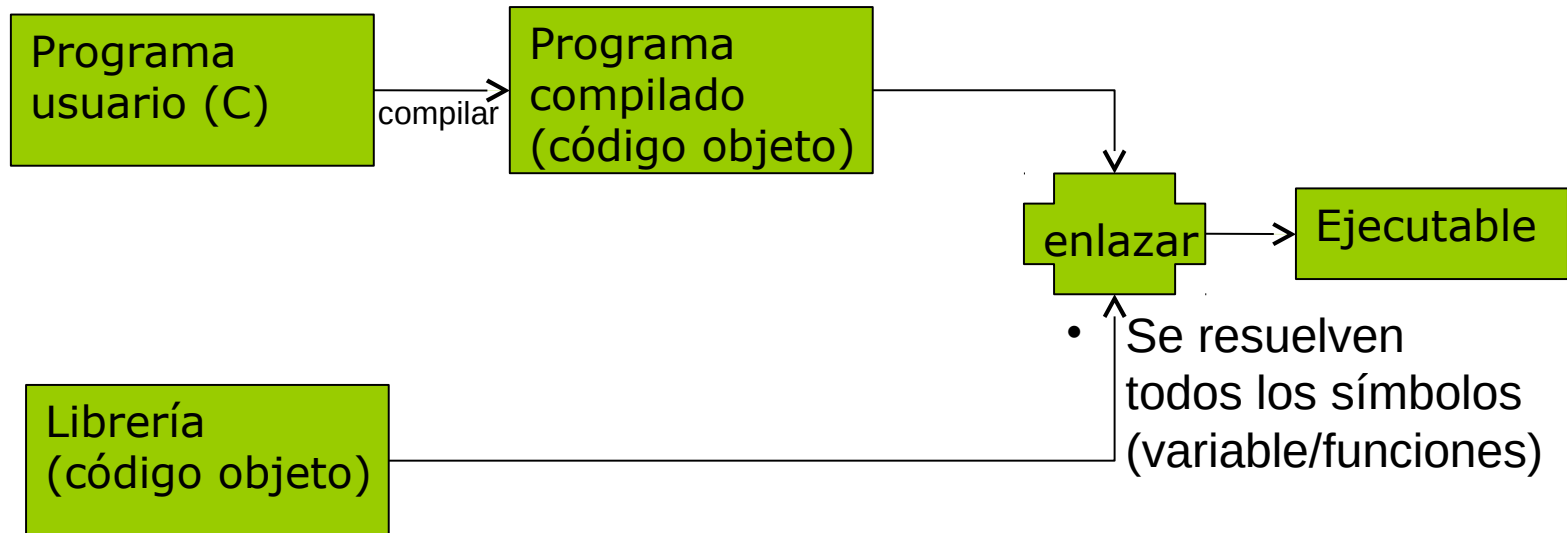 Programa
usuario (C)
compilar
Programa
compilado
(código objeto)
enlazar
Ejecutable
• Se resuelven
todos los símbolos
(variable/funciones)
Librería
(código objeto)